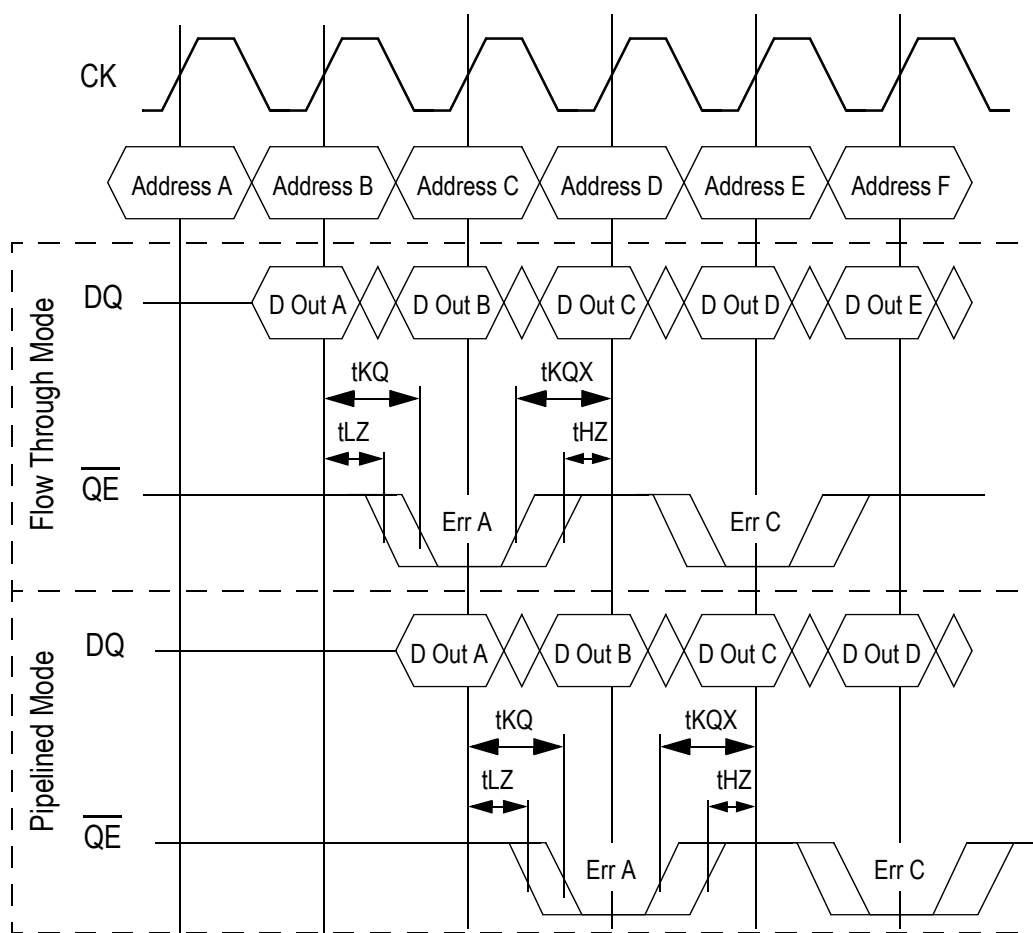 CK
Address A Address B Address C Address D Address E Address F
Flow Through Mode
DQ
D Out A D Out B D Out C D Out D D Out E
tKQ tKQX
tLZ tHZ
QE
Err A Err C
Pipelined Mode
DQ
D Out A D Out B D Out C D Out D
tKQ tKQX
tLZ tHZ
QE
Err A Err C